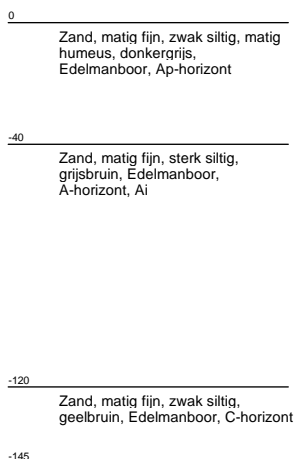 0
Zand, matig fijn, zwak siltig, matig
humeus, donkergrijs,
Edelmanboor, Ap-horizont
-40
Zand, matig fijn, sterk siltig,
grijsbruin, Edelmanboor,
A-horizont, Ai
-120
Zand, matig fijn, zwak siltig,
geelbruin, Edelmanboor, C-horizont
-145